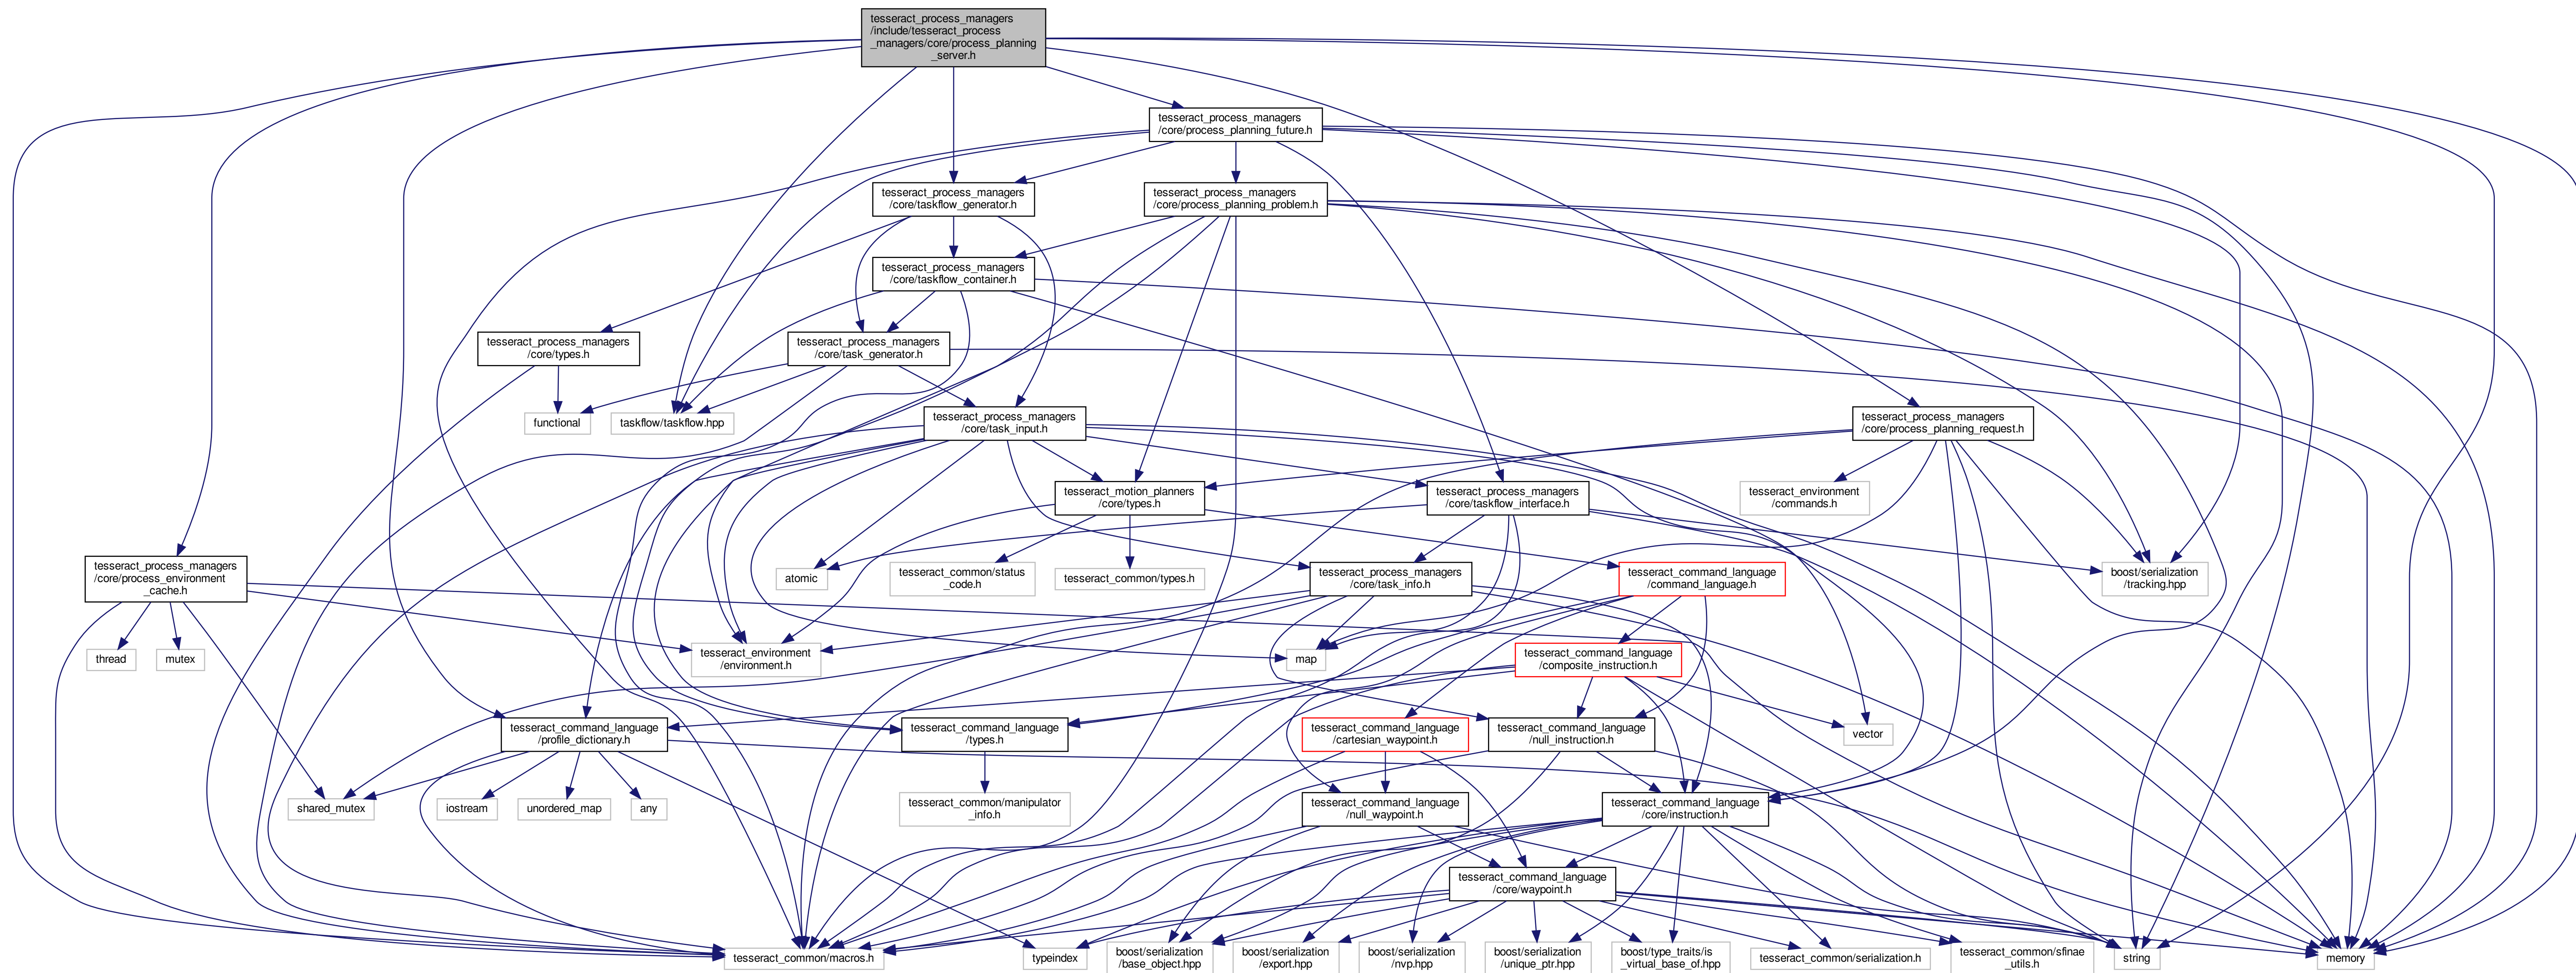 tesseract_process_managers
/include/tesseract_process
_managers/core/process_planning
_server.h
tesseract_process_managers
/core/process_planning_future.h
tesseract_process_managers
/core/taskflow_generator.h
tesseract_process_managers
/core/process_planning_problem.h
tesseract_process_managers
/core/taskflow_container.h
tesseract_process_managers
/core/types.h
tesseract_process_managers
/core/task_generator.h
functional
taskflow/taskflow.hpp
tesseract_process_managers
/core/task_input.h
tesseract_process_managers
/core/process_planning_request.h
tesseract_motion_planners
/core/types.h
tesseract_process_managers
/core/taskflow_interface.h
tesseract_environment
/commands.h
tesseract_process_managers
/core/process_environment
_cache.h
atomic
tesseract_common/status
_code.h
tesseract_common/types.h
tesseract_process_managers
/core/task_info.h
tesseract_command_language
/command_language.h
boost/serialization
/tracking.hpp
thread
mutex
tesseract_environment
/environment.h
map
tesseract_command_language
/composite_instruction.h
tesseract_command_language
/profile_dictionary.h
tesseract_command_language
/types.h
tesseract_command_language
/cartesian_waypoint.h
tesseract_command_language
/null_instruction.h
vector
shared_mutex
iostream
unordered_map
any
tesseract_common/manipulator
_info.h
tesseract_command_language
/null_waypoint.h
tesseract_command_language
/core/instruction.h
tesseract_command_language
/core/waypoint.h
tesseract_common/macros.h
typeindex
boost/serialization
/base_object.hpp
boost/serialization
/export.hpp
boost/serialization
/nvp.hpp
boost/serialization
/unique_ptr.hpp
boost/type_traits/is
_virtual_base_of.hpp
tesseract_common/serialization.h
tesseract_common/sfinae
_utils.h
string
memory